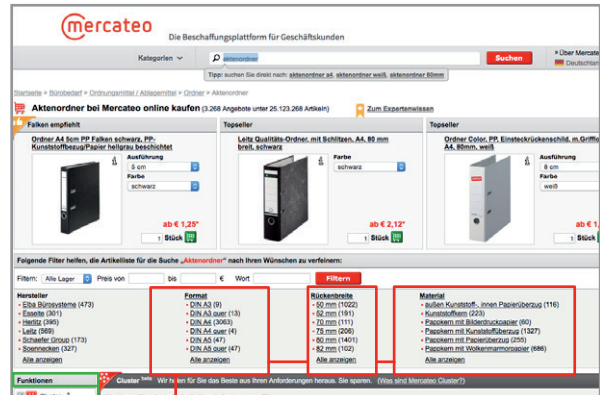 mercateo
Die Beschaffungsplattform für Geschäftskunden
Kategorien
aktenordner
Suchen
Über Mercate
Deutschlan
Tipp: suchen Sie direkt nach: aktenordner a4, aktenordner weiß, aktenordner 80mm
Startseite » Bürobedarf » Ordnungsmittel / Ablagemittel » Ordner » Aktenordner
Aktenordner bei Mercateo online kaufen (3.268 Angebote unter 25.123.268 Artikeln)
Zum Expertenwissen
Falken empfiehlt
Ordner A4 5cm PP Falken schwarz, PP-
Kunststoffbezug/Papier hellgrau beschichtet
Ausführung
5 cm
Farbe
schwarz
ab € 1,25*
1 Stück
Topseller
Leitz Qualitäts-Ordner, mit Schlitzen, A4, 80 mm
breit, schwarz
Farbe
schwarz
ab € 2,12*
1 Stück
Topseller
Ordner Color, PP, Einsteckrückenschild, m.Griffo
A4, 80mm, weiß
Ausführung
8 cm
Farbe
weiß
ab € 1,
1 Stück
Folgende Filter helfen, die Artikelliste für die Suche „Aktenordner" nach Ihren Wünschen zu verfeinern:
Filtern: Alle Lager Preis von bis € Wort Filtern
Hersteller
Elba Bürosysteme (473)
Esselte (301)
Herlitz (395)
Leitz (569)
Schaefer Group (173)
Soennecken (327)
Alle anzeigen
Format
DIN A3 (9)
DIN A3 quer (13)
DIN A4 (3063)
DIN A4 quer (4)
DIN A5 (47)
DIN A5 quer (47)
Alle anzeigen
Rückenbreite
50 mm (1022)
52 mm (191)
70 mm (111)
75 mm (206)
80 mm (1401)
82 mm (102)
Alle anzeigen
Material
außen Kunststoff-, innen Papierüberzug (116)
Kunststoffkern (223)
Pappkern mit Bilderdruckpapier (60)
Pappkern mit Kunststoffüberzug (1327)
Pappkern mit Papierüberzug (255)
Pappkern mit Wolkenmarmorpapier (686)
Alle anzeigen
Funktionen
Cluster beta Wir holen für Sie das Beste aus Ihren Anforderungen heraus. Sie sparen. (Was sind Mercateo Cluster?)